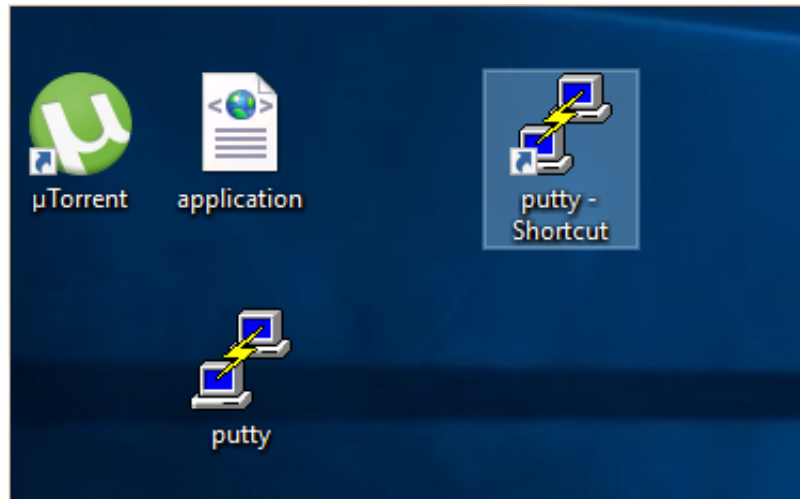 µTorrent
application
putty -
Shortcut
putty